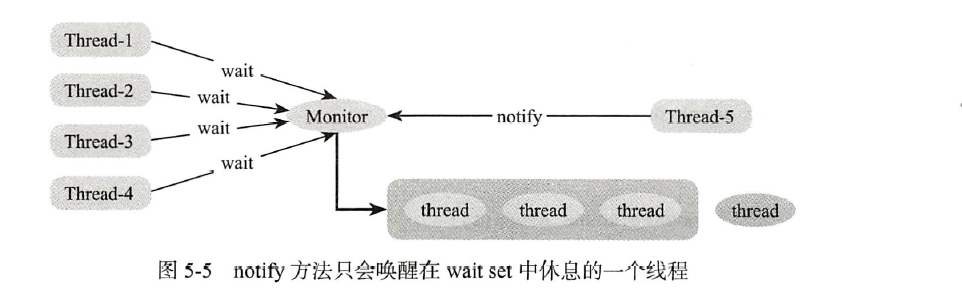 Thread-1
wait
Thread-2
wait
Thread-3
wait
Thread-4
wait
Monitor
notify
Thread-5
thread
thread
thread
thread
图 5-5 notify 方法只会唤醒在 wait set 中休息的一个线程